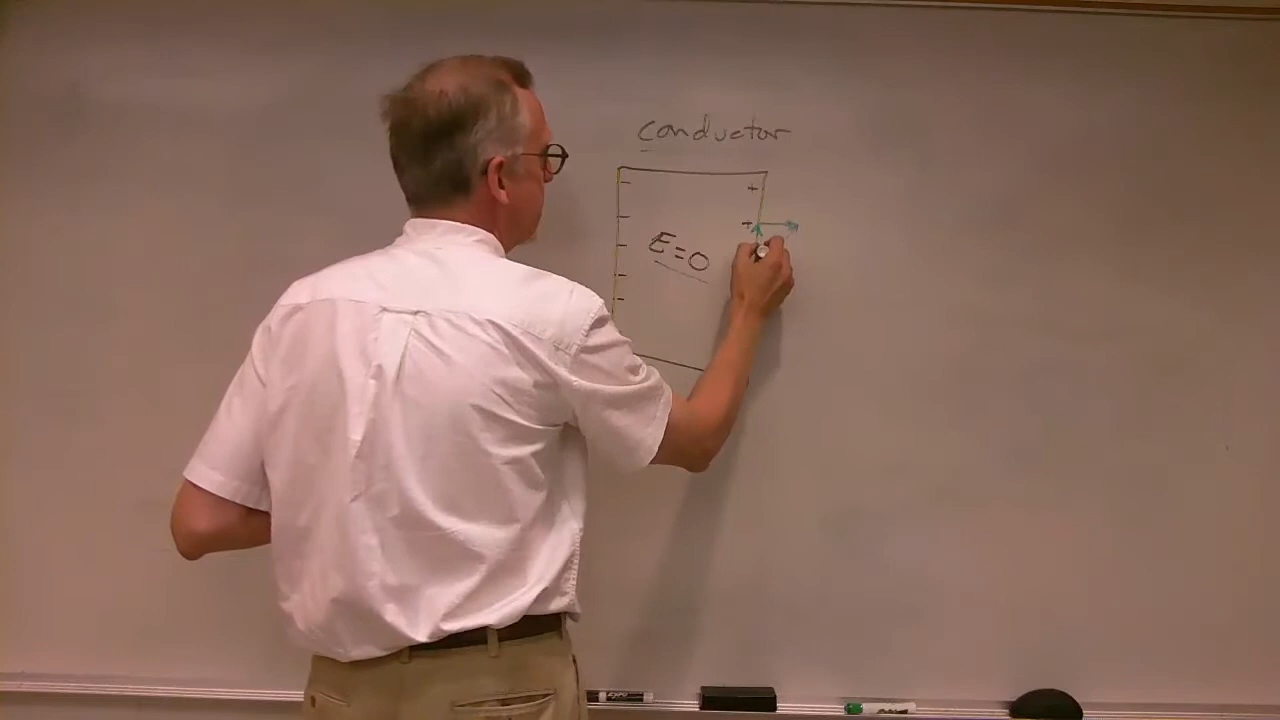 conductor
- +
- +
-
E=0
-
-